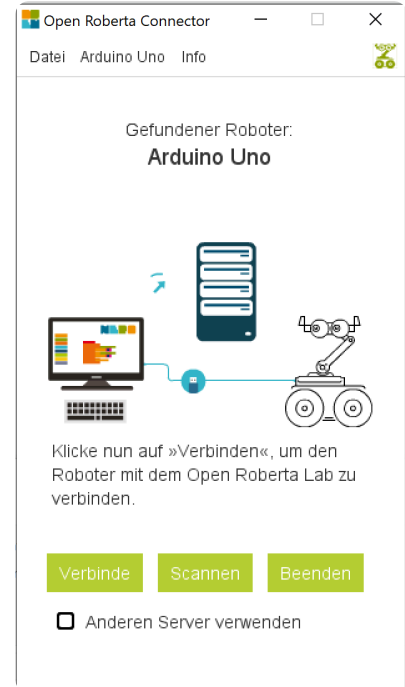 Open Roberta Connector
Datei Arduino Uno Info
Gefundener Roboter:
Arduino Uno
Klicke nun auf »Verbinden«, um den
Roboter mit dem Open Roberta Lab zu
verbinden.
Verbinde Scannen Beenden
Anderen Server verwenden